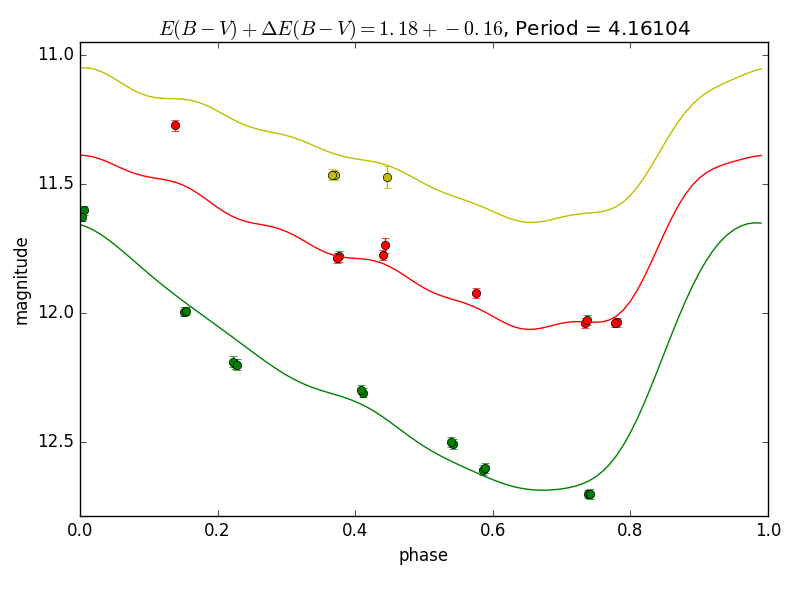 E(B − V) + ΔE(B − V) = 1.18 + −0.16, Period = 4.16104
11.0
11.5
12.0
12.5
magnitude
0.0 0.2 0.4 0.6 0.8 1.0
phase